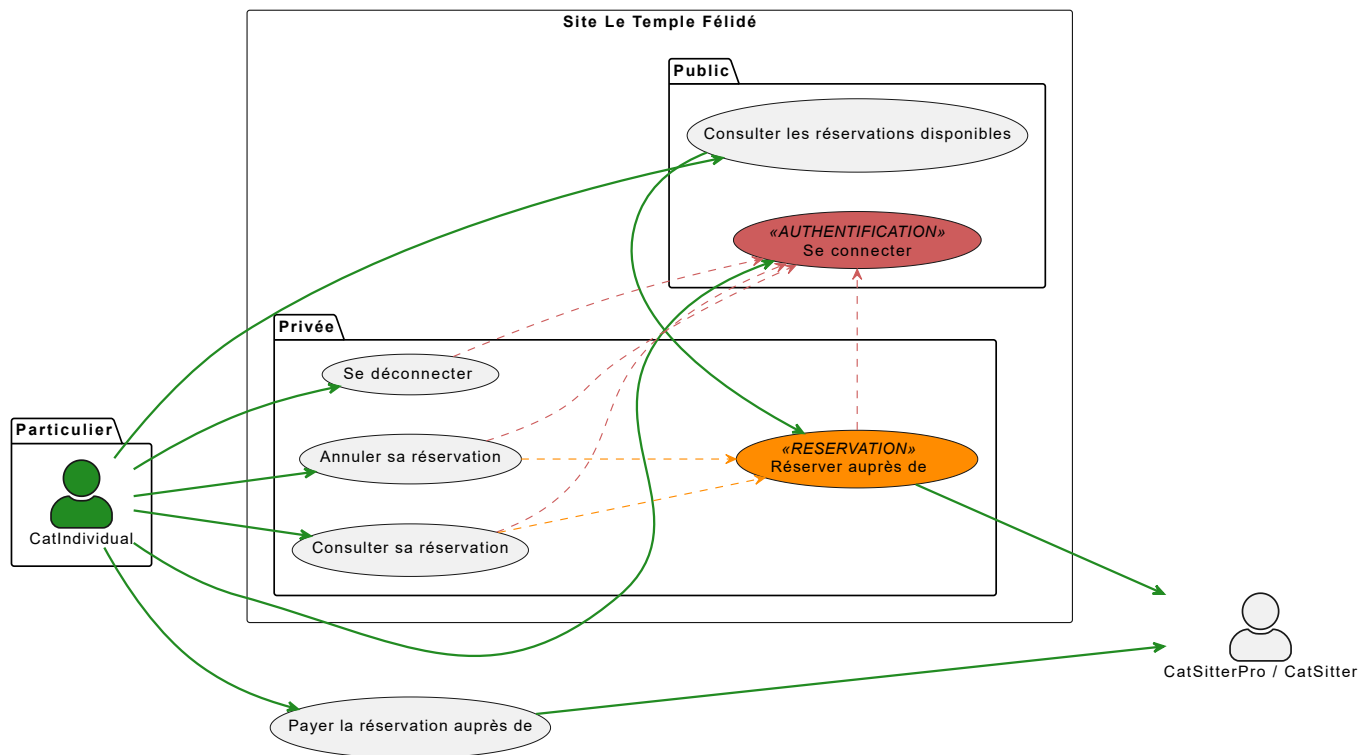 Site Le Temple Félidé
Public
Consulter les réservations disponibles
«AUTHENTIFICATION»
Se connecter
Privée
Se déconnecter
Particulier
CatIndividual
Annuler sa réservation
«RESERVATION»
Réserver auprès de
Consulter sa réservation
CatSitterPro / CatSitter
Payer la réservation auprès de